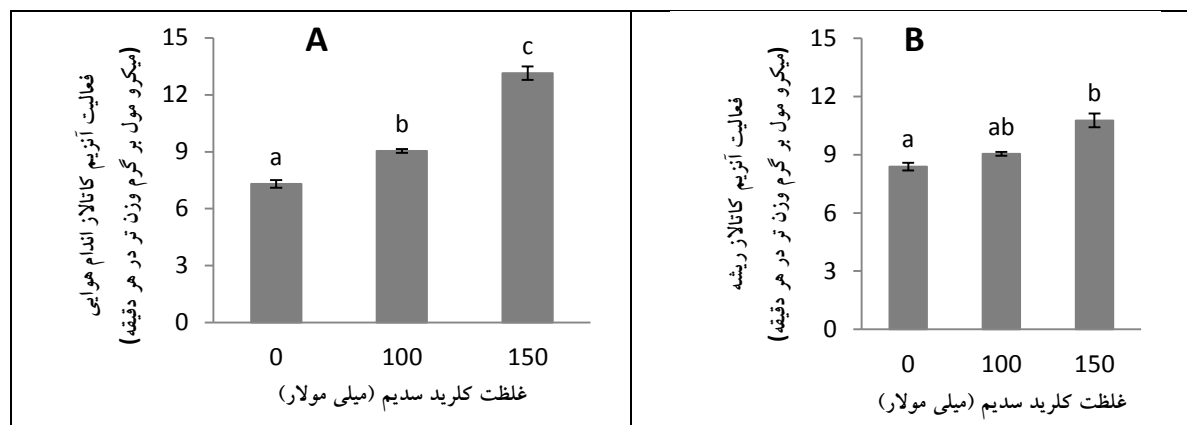 A
فعالیت آنزیم کاتالاز اندام هوایی
(میکرو مول بر گرم وزن تر در هر دقیقه)
15
12
9
6
3
0
a
b
c
0 100 150
غلظت کلرید سدیم (میلی مولار)
B
فعالیت آنزیم کاتالاز ریشه
(میکرو مول بر گرم وزن تر در هر دقیقه)
15
12
9
6
3
0
a
ab
b
0 100 150
غلظت کلرید سدیم (میلی مولار)